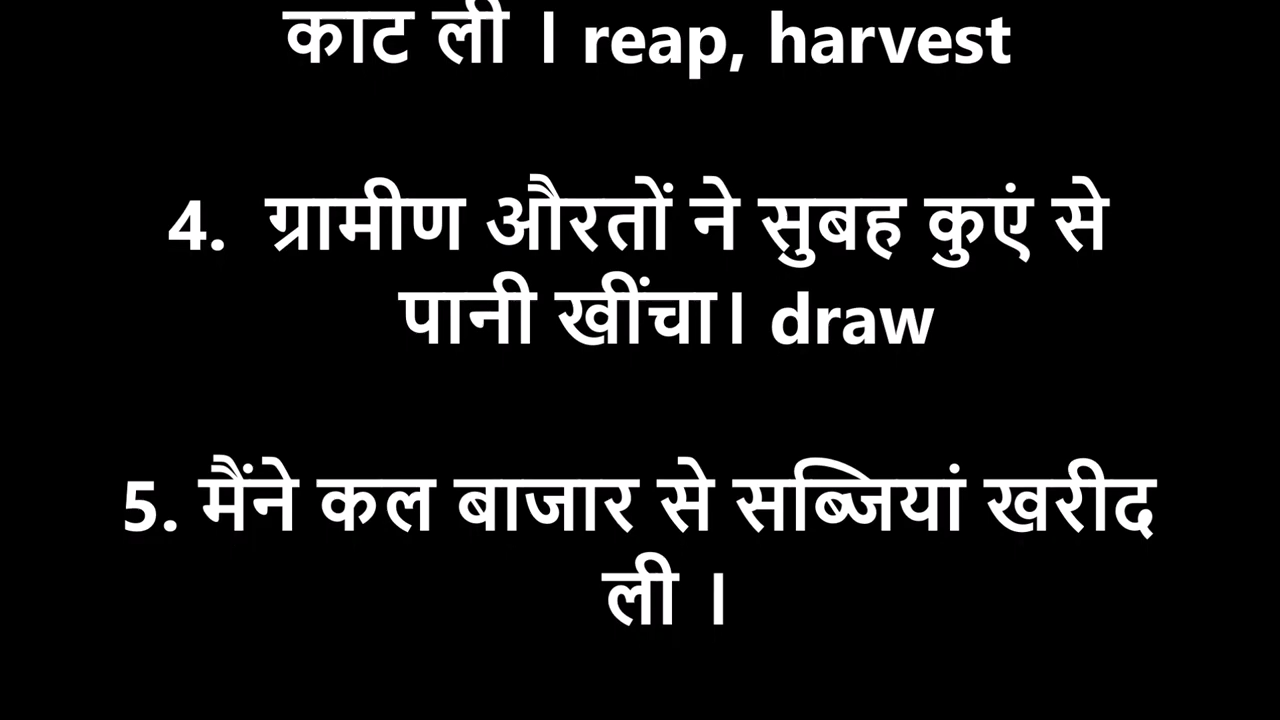 काट ली । reap, harvest
4. ग्रामीण औरतों ने सुबह कुएं से
पानी खींचा। draw
5. मैंने कल बाजार से सब्जियां खरीद
ली ।